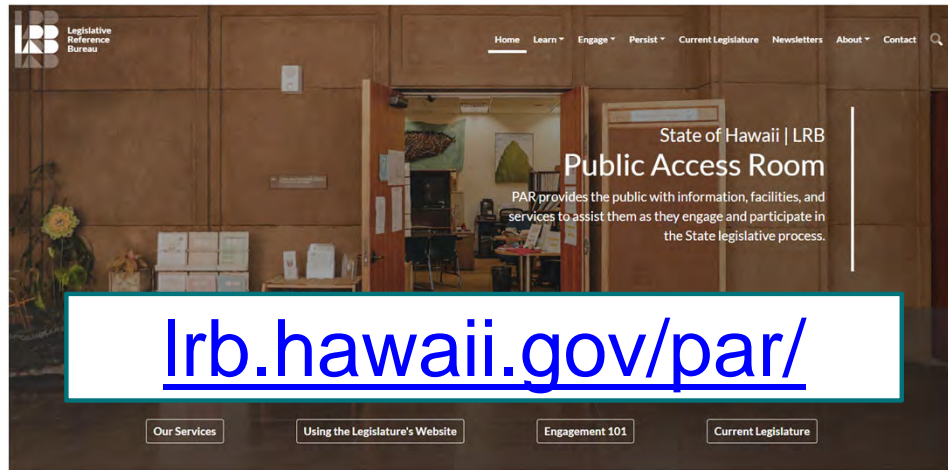 LRB
Legislative
Reference
Bureau
Home Learn Engage Persist Current Legislature Newsletters About Contact
State of Hawaii | LRB
Public Access Room
PAR provides the public with information, facilities, and
services to assist them as they engage and participate in
the State legislative process.
lrb.hawaii.gov/par/
Our Services Using the Legislature's Website Engagement 101 Current Legislature